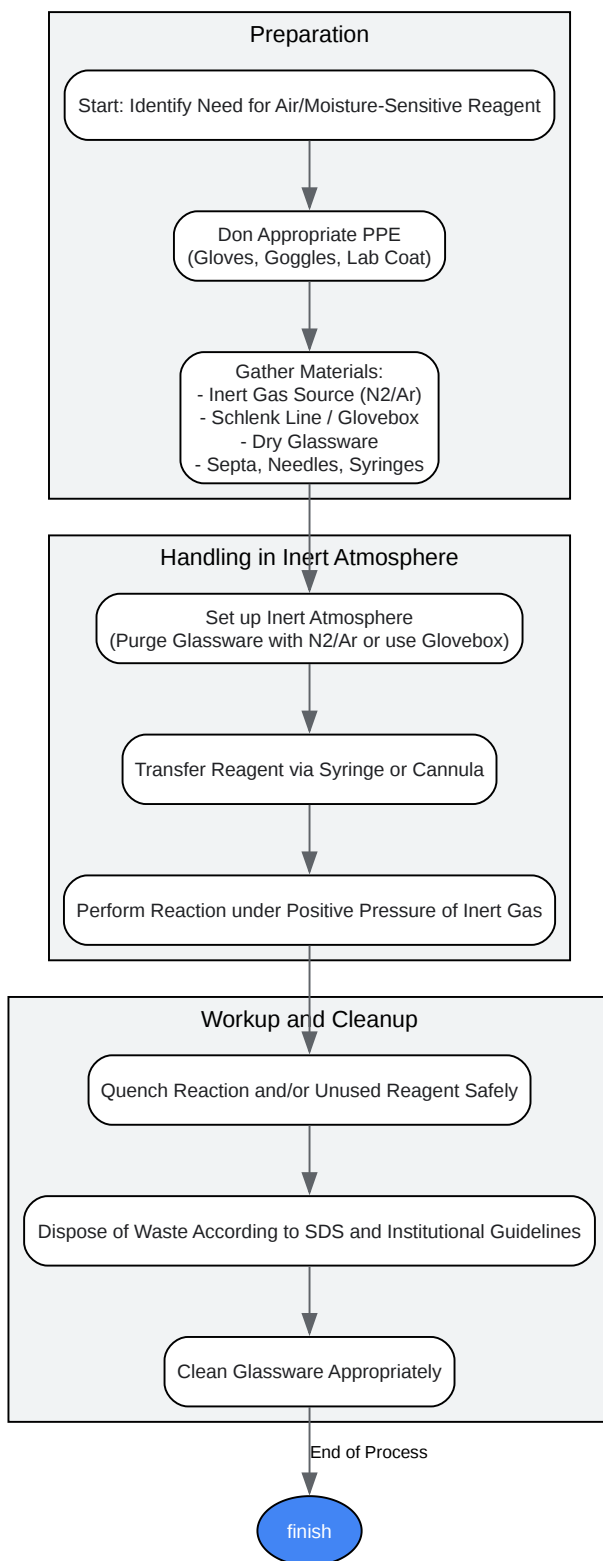 Preparation
Start: Identify Need for Air/Moisture-Sensitive Reagent
Don Appropriate PPE
(Gloves, Goggles, Lab Coat)
Gather Materials:
- Inert Gas Source (N2/Ar)
- Schlenk Line / Glovebox
- Dry Glassware
- Septa, Needles, Syringes
Handling in Inert Atmosphere
Set up Inert Atmosphere
(Purge Glassware with N2/Ar or use Glovebox)
Transfer Reagent via Syringe or Cannula
Perform Reaction under Positive Pressure of Inert Gas
Workup and Cleanup
Quench Reaction and/or Unused Reagent Safely
Dispose of Waste According to SDS and Institutional Guidelines
Clean Glassware Appropriately
End of Process
finish